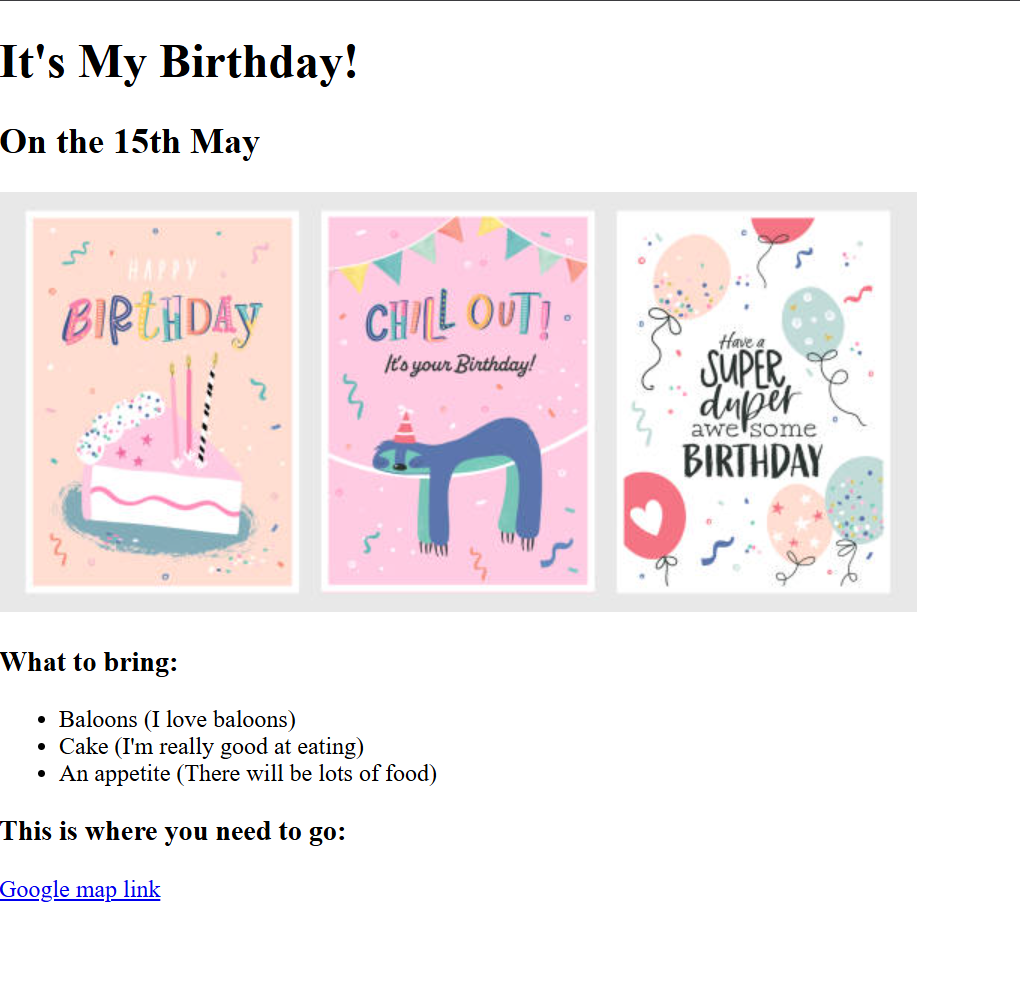 It's My Birthday!
On the 15th May
HAPPY
BIRTHDAY
CHILL OUT!
It's your Birthday!
Have a
SUPER
duper
awesome
BIRTHDAY
What to bring:
Baloons (I love baloons)
Cake (I'm really good at eating)
An appetite (There will be lots of food)
This is where you need to go:
Google map link